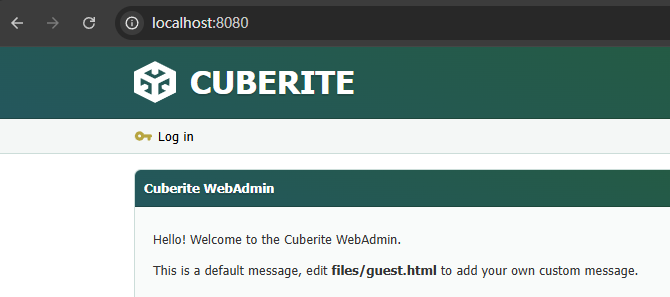 localhost:8080
CUBERITE
Log in
Cuberite WebAdmin
Hello! Welcome to the Cuberite WebAdmin.
This is a default message, edit files/guest.html to add your own custom message.